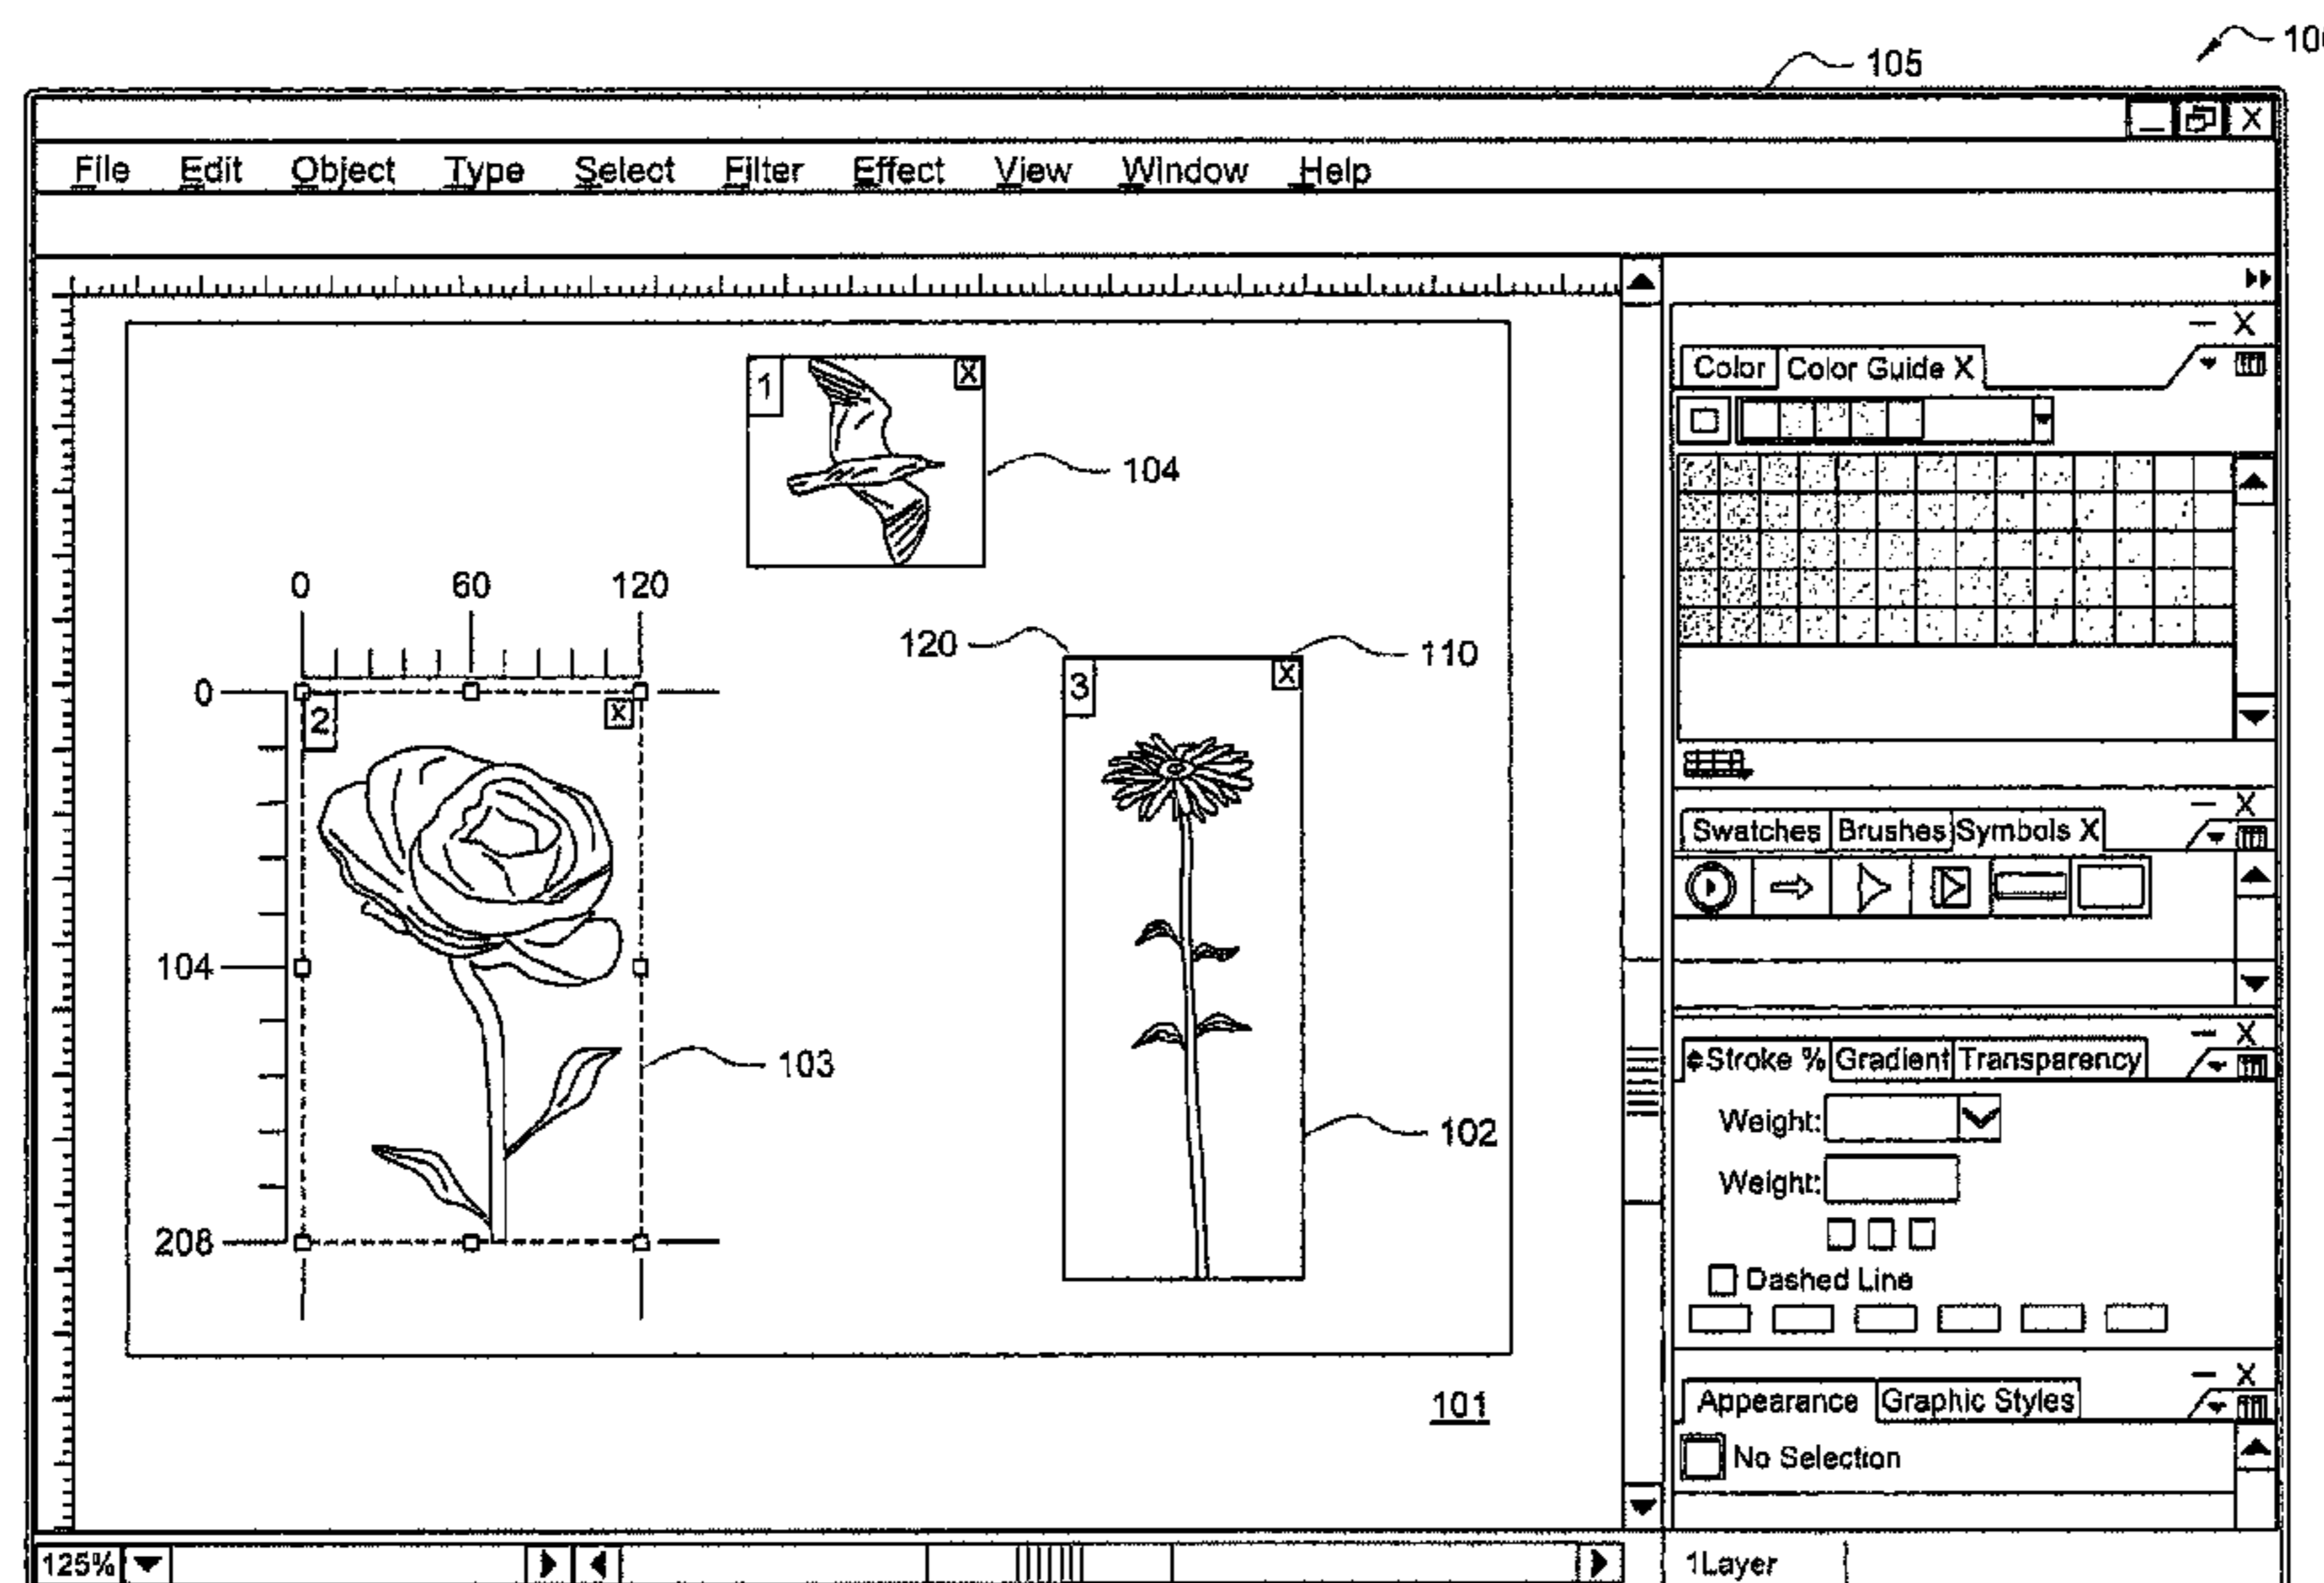 105
File Edit Object Type Select Filter Effect View Window Help
X
Color Color Guide X
1 X
104
0 60 120
120 110
0
2 X
3 X
Swatches Brushes Symbols X
104
103
Stroke % Gradient Transparency
Weight:
102
Weight:
208
Dashed Line
101
Appearance Graphic Styles
No Selection
125%
1Layer